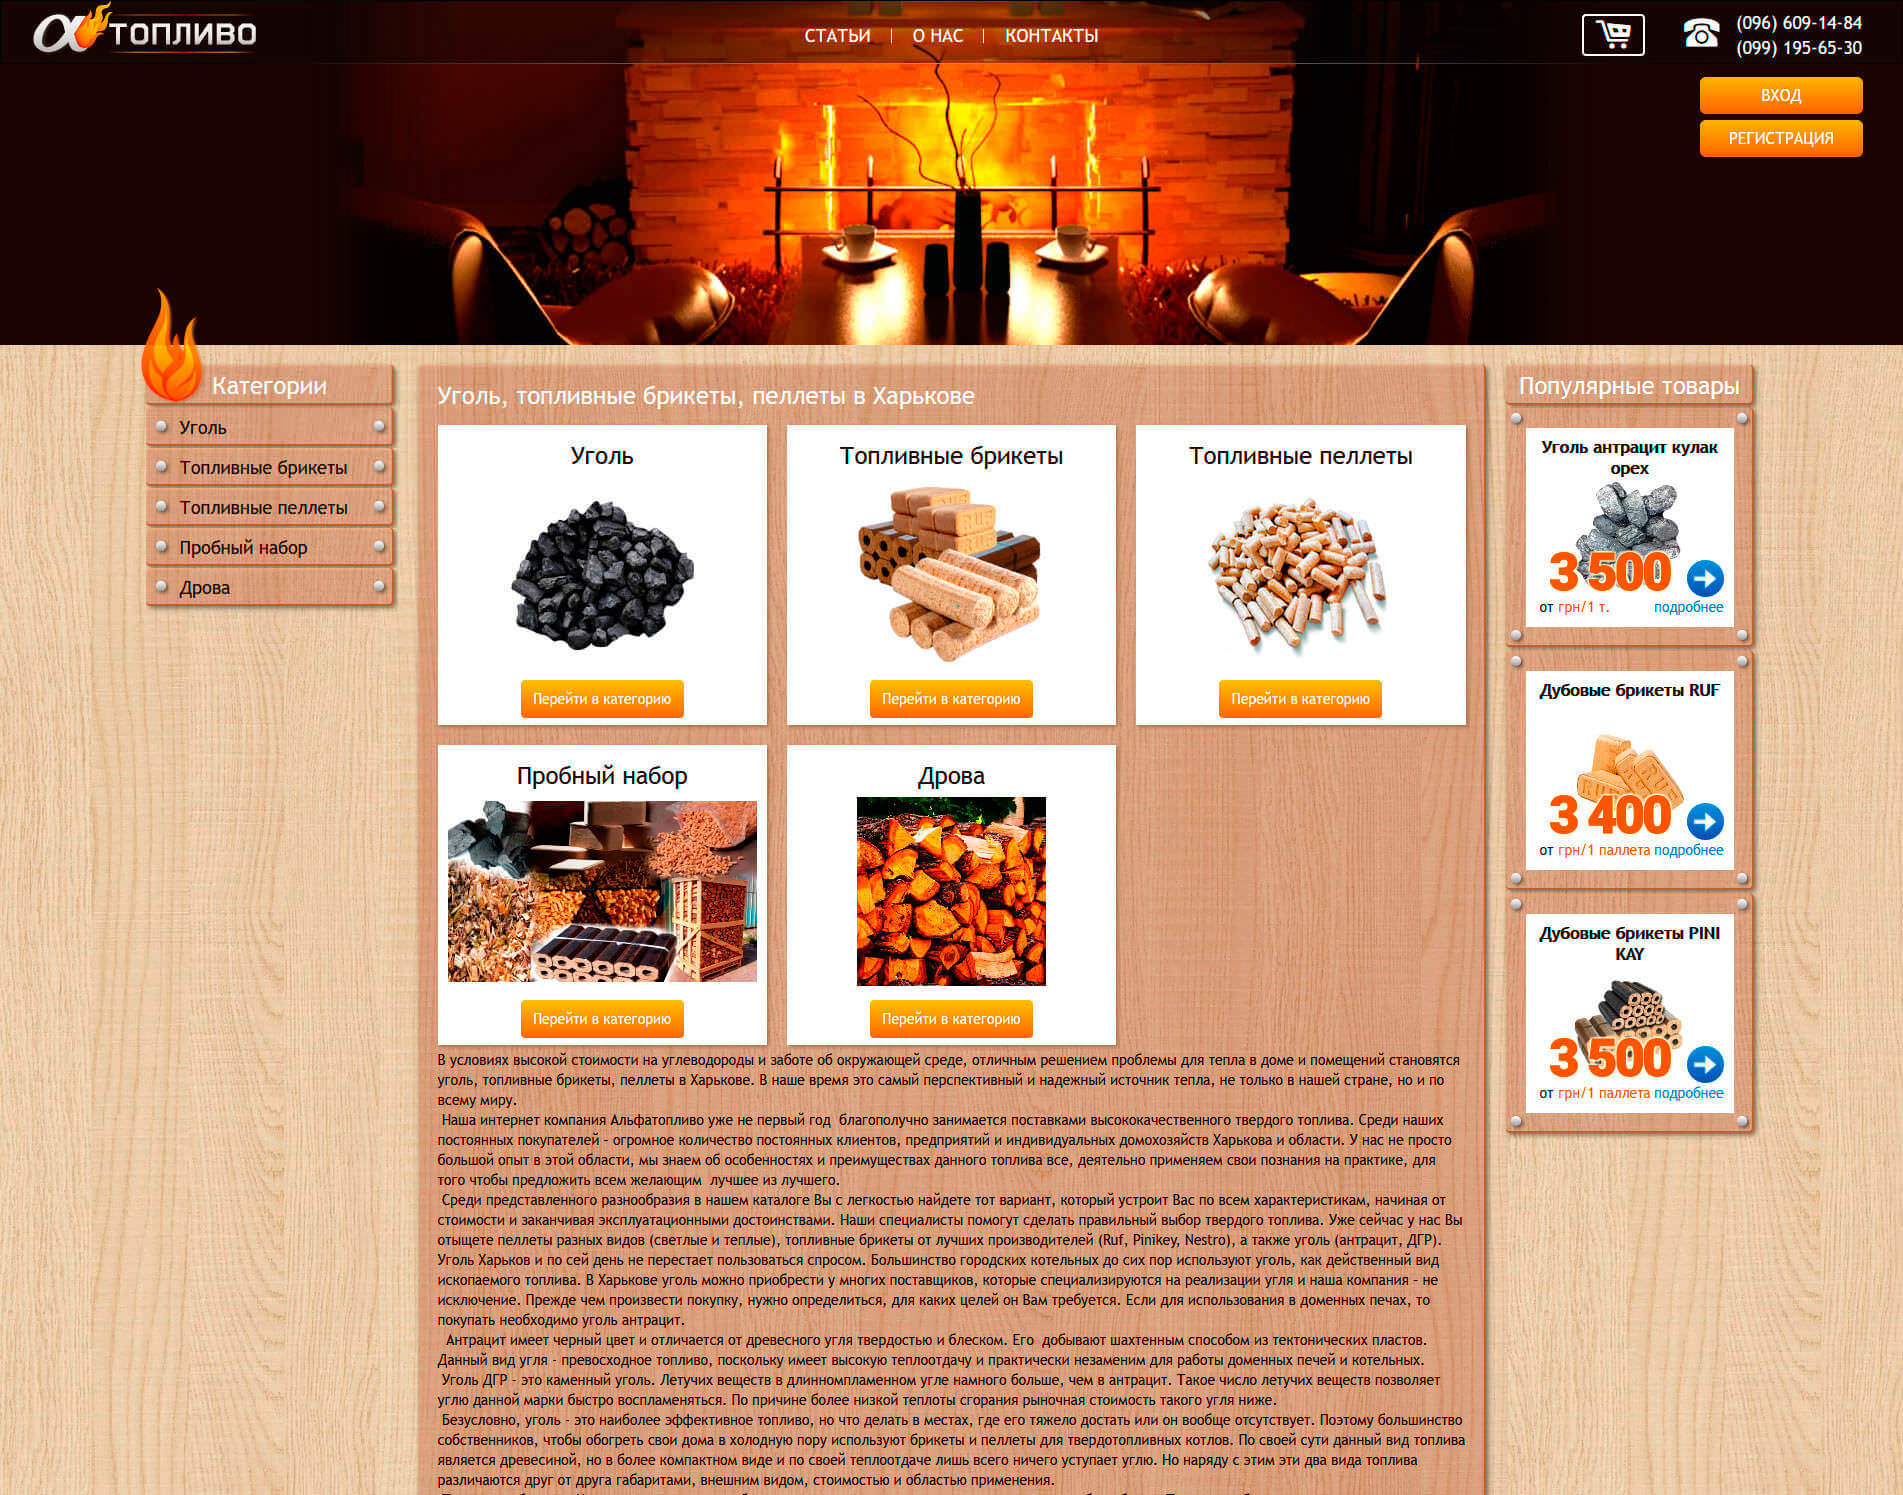 α ТОПЛИВО
СТАТЬИ | О НАС | КОНТАКТЫ
(096) 609-14-84
(099) 195-65-30
ВХОД
РЕГИСТРАЦИЯ
Категории
Уголь
Топливные брикеты
Топливные пеллеты
Пробный набор
Дрова
Уголь, топливные брикеты, пеллеты в Харькове
Уголь
Перейти в категорию
Топливные брикеты
RUF
Перейти в категорию
Топливные пеллеты
Перейти в категорию
Пробный набор
Перейти в категорию
Дрова
Перейти в категорию
В условиях высокой стоимости на углеводороды и заботе об окружающей среде, отличным решением проблемы для тепла в доме и помещений становятся
уголь, топливные брикеты, пеллеты в Харькове. В наше время это самый перспективный и надежный источник тепла, не только в нашей стране, но и по
всему миру.
Наша интернет компания Альфатопливо уже не первый год благополучно занимается поставками высококачественного твердого топлива. Среди наших
постоянных покупателей - огромное количество постоянных клиентов, предприятий и индивидуальных домохозяйств Харькова и области. У нас не просто
большой опыт в этой области, мы знаем об особенностях и преимуществах данного топлива все, деятельно применяем свои познания на практике, для
того чтобы предложить всем желающим лучшее из лучшего.
Среди представленного разнообразия в нашем каталоге Вы с легкостью найдете тот вариант, который устроит Вас по всем характеристикам, начиная от
стоимости и заканчивая эксплуатационными достоинствами. Наши специалисты помогут сделать правильный выбор твердого топлива. Уже сейчас у нас Вы
отыщете пеллеты разных видов (светлые и теплые), топливные брикеты от лучших производителей (Ruf, Pinikey, Nestro), а также уголь (антрацит, ДГР).
Уголь Харьков и по сей день не перестает пользоваться спросом. Большинство городских котельных до сих пор используют уголь, как действенный вид
ископаемого топлива. В Харькове уголь можно приобрести у многих поставщиков, которые специализируются на реализации угля и наша компания - не
исключение. Прежде чем произвести покупку, нужно определиться, для каких целей он Вам требуется. Если для использования в доменных печах, то
покупать необходимо уголь антрацит.
Антрацит имеет черный цвет и отличается от древесного угля твердостью и блеском. Его добывают шахтенным способом из тектонических пластов.
Данный вид угля - превосходное топливо, поскольку имеет высокую теплоотдачу и практически незаменим для работы доменных печей и котельных.
Уголь ДГР - это каменный уголь. Летучих веществ в длинномпламенном угле намного больше, чем в антрацит. Такое число летучих веществ позволяет
углю данной марки быстро воспламеняться. По причине более низкой теплоты сгорания рыночная стоимость такого угля ниже.
Безусловно, уголь - это наиболее эффективное топливо, но что делать в местах, где его тяжело достать или он вообще отсутствует. Поэтому большинство
собственников, чтобы обогреть свои дома в холодную пору используют брикеты и пеллеты для твердотопливных котлов. По своей сути данный вид топлива
является древесиной, но в более компактном виде и по своей теплоотдаче лишь всего ничего уступает углю. Но наряду с этим эти два вида топлива
различаются друг от друга габаритами, внешним видом, стоимостью и областью применения.
Популярные товары
Уголь антрацит кулак
орех
3 500
от грн/1 т. подробнее
Дубовые брикеты RUF
RUF
3 400
от грн/1 паллета подробнее
Дубовые брикеты PINI
KAY
3 500
от грн/1 паллета подробнее